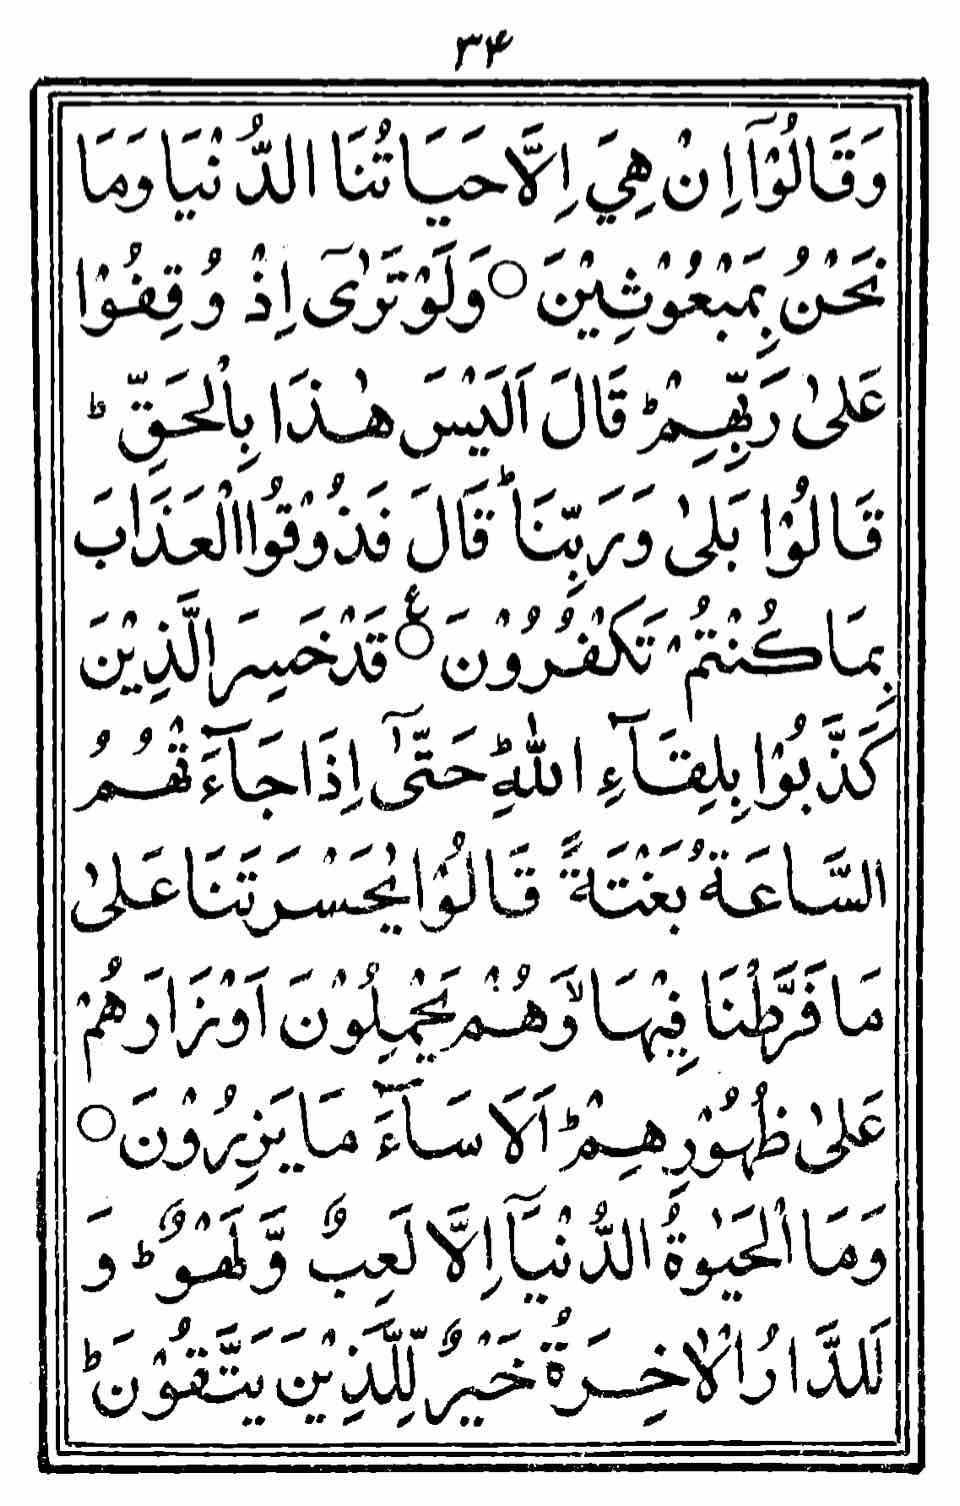 ۳۴
وَقَالُوْۤا اِنْ هِيَ اِلَّا حَيَاتُنَا الدُّنْيَا وَمَا
نَحْنُ بِمَبْعُوْثِيْنَ ○ وَلَوْ تَرٰۤى اِذْ وُقِفُوْا
عَلٰى رَبِّهِمْ ؕ قَالَ اَلَيْسَ هٰذَا بِالْحَقِّ ؕ
قَالُوْا بَلٰى وَرَبِّنَا ؕ قَالَ فَذُوْقُوا الْعَذَابَ
بِمَا كُنْتُمْ تَكْفُرُوْنَ ○ ع قَدْ خَسِرَ الَّذِيْنَ
كَذَّبُوْا بِلِقَآءِ اللّٰهِ ؕ حَتّٰۤى اِذَا جَآءَتْهُمُ
السَّاعَةُ بَغْتَةً قَالُوْا يٰحَسْرَتَنَا عَلٰى
مَا فَرَّطْنَا فِيْهَا ۙ وَهُمْ يَحْمِلُوْنَ اَوْزَارَهُمْ
عَلٰى ظُهُوْرِهِمْ ؕ اَلَا سَآءَ مَا يَزِرُوْنَ ○
وَمَا الْحَيٰوةُ الدُّنْيَاۤ اِلَّا لَعِبٌ وَّلَهْوٌ ؕ وَ
لَلدَّارُ الْاٰخِرَةُ خَيْرٌ لِّلَّذِيْنَ يَتَّقُوْنَ ؕ